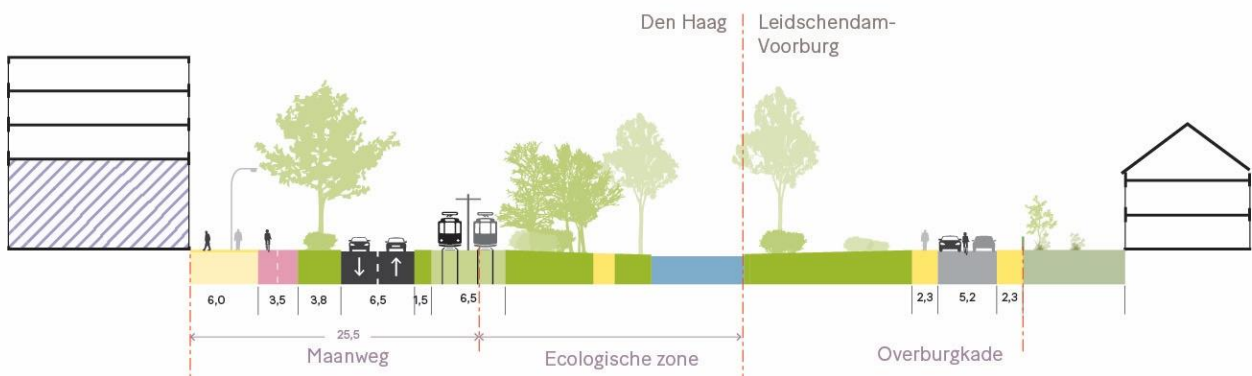 Den Haag
Leidschendam-
Voorburg
6,0
3,5
3,8
6,5
1,5
6,5
2,3
5,2
2,3
25,5
Maanweg
Ecologische zone
Overburgkade